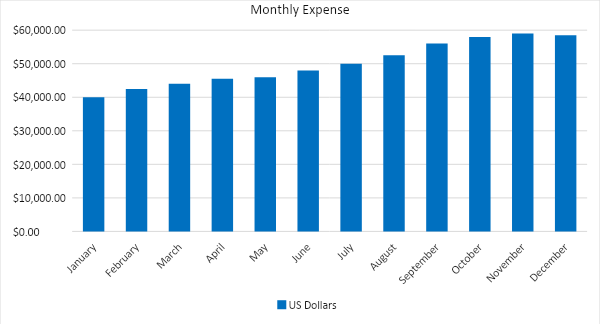 Monthly Expense
$60,000.00
$50,000.00
$40,000.00
$30,000.00
$20,000.00
$10,000.00
$0.00
January
February
March
April
May
June
July
August
September
October
November
December
US Dollars